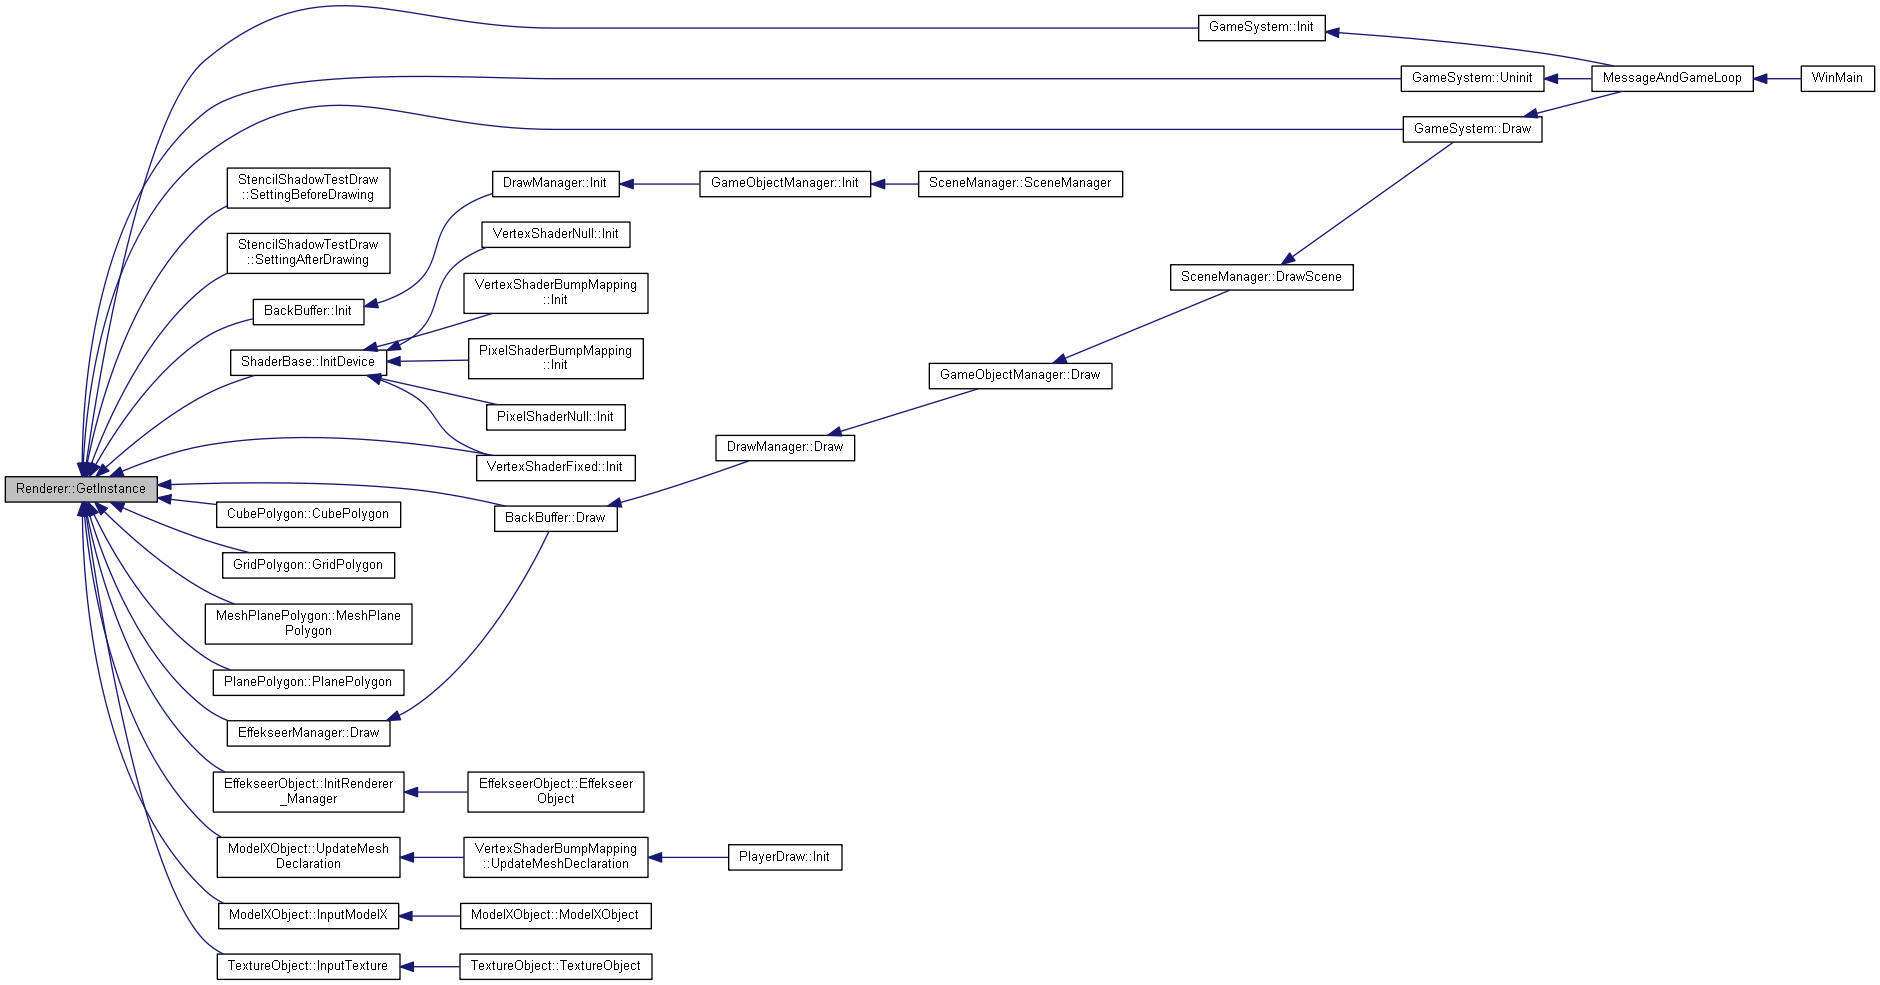 GameSystem::Init
GameSystem::Uninit
MessageAndGameLoop
WinMain
GameSystem::Draw
StencilShadowTestDraw
::SettingBeforeDrawing
DrawManager::Init
GameObjectManager::Init
SceneManager::SceneManager
VertexShaderNull::Init
StencilShadowTestDraw
::SettingAfterDrawing
SceneManager::DrawScene
VertexShaderBumpMapping
::Init
BackBuffer::Init
ShaderBase::InitDevice
PixelShaderBumpMapping
::Init
GameObjectManager::Draw
PixelShaderNull::Init
DrawManager::Draw
VertexShaderFixed::Init
Renderer::GetInstance
CubePolygon::CubePolygon
BackBuffer::Draw
GridPolygon::GridPolygon
MeshPlanePolygon::MeshPlane
Polygon
PlanePolygon::PlanePolygon
EffekseerManager::Draw
EffekseerObject::InitRenderer
_Manager
EffekseerObject::Effekseer
Object
ModelXObject::UpdateMesh
Declaration
VertexShaderBumpMapping
::UpdateMeshDeclaration
PlayerDraw::Init
ModelXObject::InputModelX
ModelXObject::ModelXObject
TextureObject::InputTexture
TextureObject::TextureObject